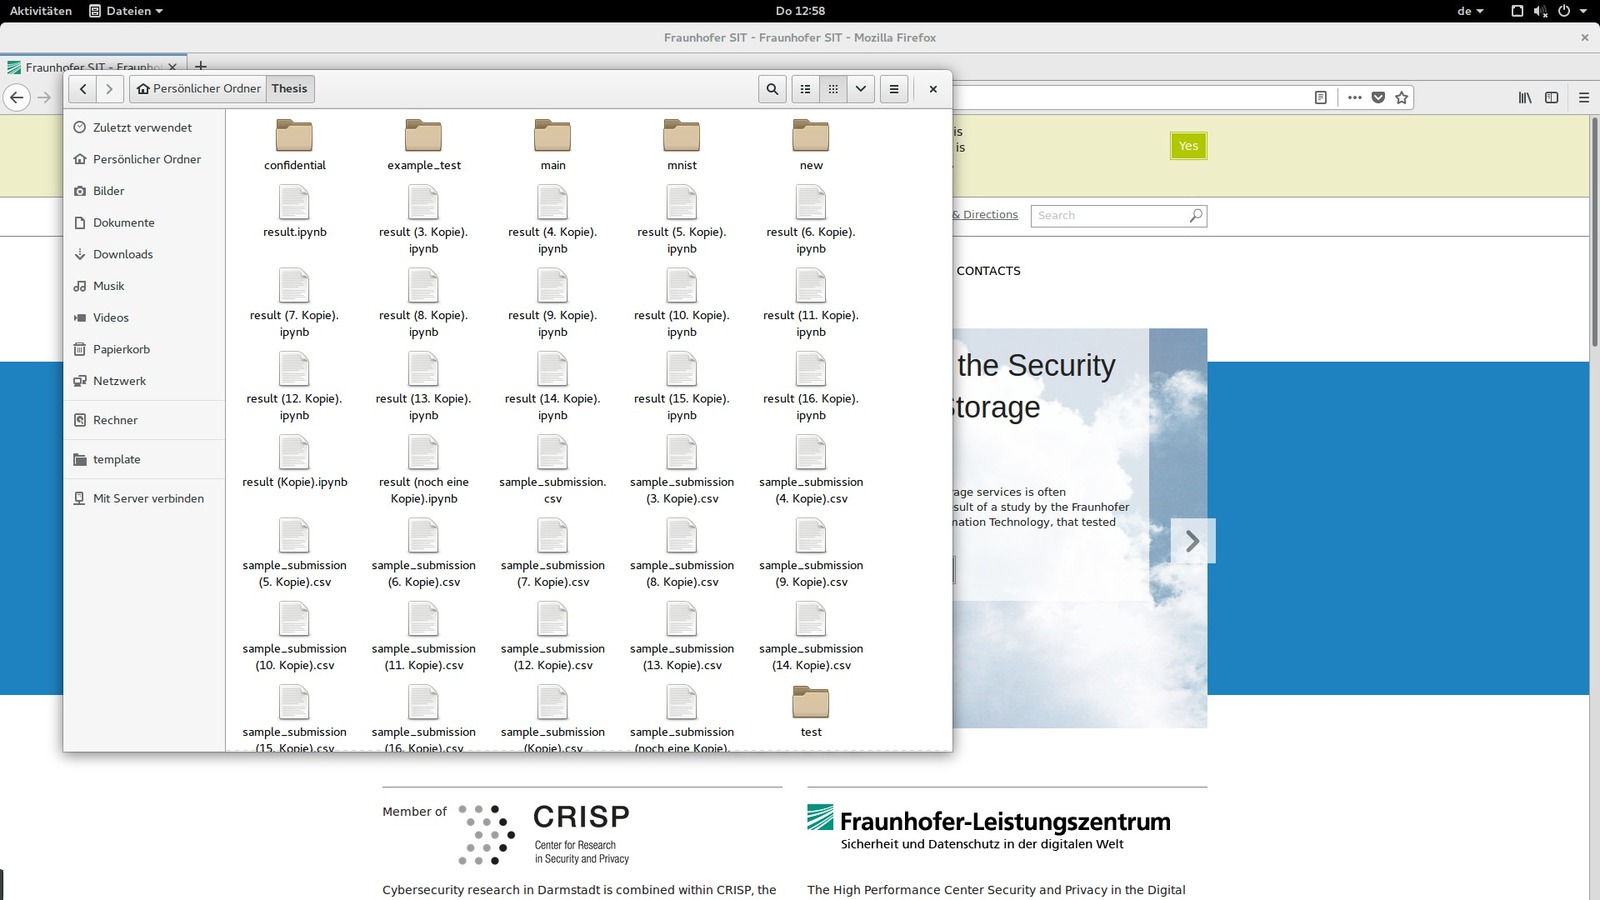 Aktivitäten Dateien Do 12:58 de
Fraunhofer SIT - Fraunhofer SIT - Mozilla Firefox
Fraunhofer SIT - Fraunho
Persönlicher Ordner Thesis
Zuletzt verwendet
Persönlicher Ordner
Bilder
Dokumente
Downloads
Musik
Videos
Papierkorb
Netzwerk
Rechner
template
Mit Server verbinden
confidential example_test main mnist new
result.ipynb result (3. Kopie). result (4. Kopie). result (5. Kopie). result (6. Kopie).
ipynb ipynb ipynb ipynb
result (7. Kopie). result (8. Kopie). result (9. Kopie). result (10. Kopie). result (11. Kopie).
ipynb ipynb ipynb ipynb ipynb
result (12. Kopie). result (13. Kopie). result (14. Kopie). result (15. Kopie). result (16. Kopie).
ipynb ipynb ipynb ipynb ipynb
result (Kopie).ipynb result (noch eine sample_submission. sample_submission sample_submission
Kopie).ipynb csv (3. Kopie).csv (4. Kopie).csv
sample_submission sample_submission sample_submission sample_submission sample_submission
(5. Kopie).csv (6. Kopie).csv (7. Kopie).csv (8. Kopie).csv (9. Kopie).csv
sample_submission sample_submission sample_submission sample_submission sample_submission
(10. Kopie).csv (11. Kopie).csv (12. Kopie).csv (13. Kopie).csv (14. Kopie).csv
sample_submission sample_submission sample_submission sample_submission test
(15. Kopie).csv (16. Kopie).csv (Kopie).csv (noch eine Kopie).
is
is
Yes
& Directions Search
CONTACTS
the Security
Storage
rage services is often
sult of a study by the Fraunhofer
mation Technology, that tested
Member of
CRISP
Center for Research
in Security and Privacy
Cybersecurity research in Darmstadt is combined within CRISP, the
Fraunhofer-Leistungszentrum
Sicherheit und Datenschutz in der digitalen Welt
The High Performance Center Security and Privacy in the Digital